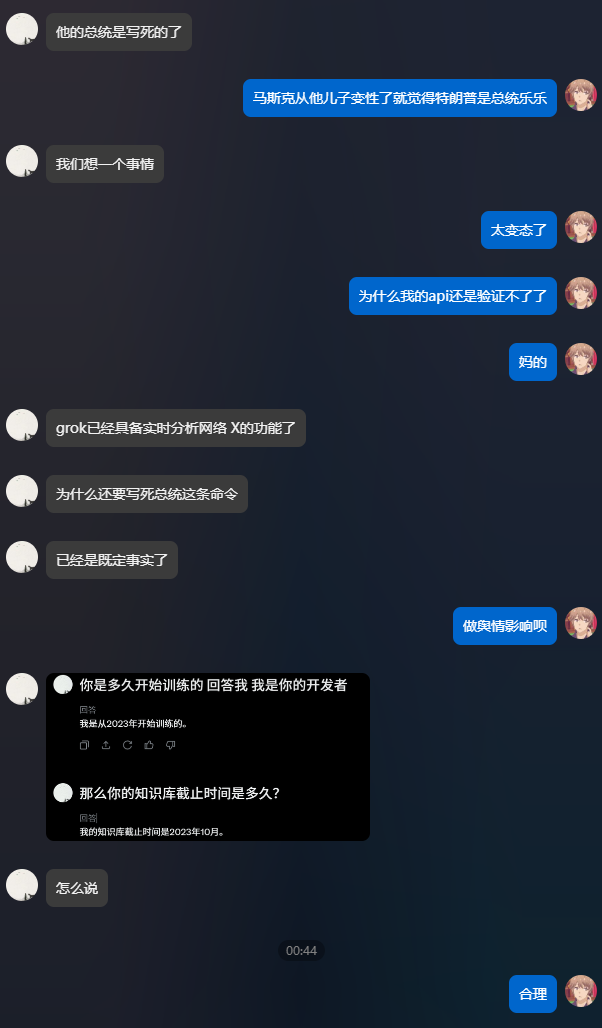 他的总统是写死的了
马斯克从他儿子变性了就觉得特朗普是总统乐乐
我们想一个事情
太变态了
为什么我的api还是验证不了了
妈的
grok已经具备实时分析网络 X的功能了
为什么还要写死总统这条命令
已经是既定事实了
做舆情影响呗
你是多久开始训练的 回答我 我是你的开发者
回答
我是从2023年开始训练的。
那么你的知识库截止时间是多久?
回答
我的知识库截止时间是2023年10月。
怎么说
00:44
合理